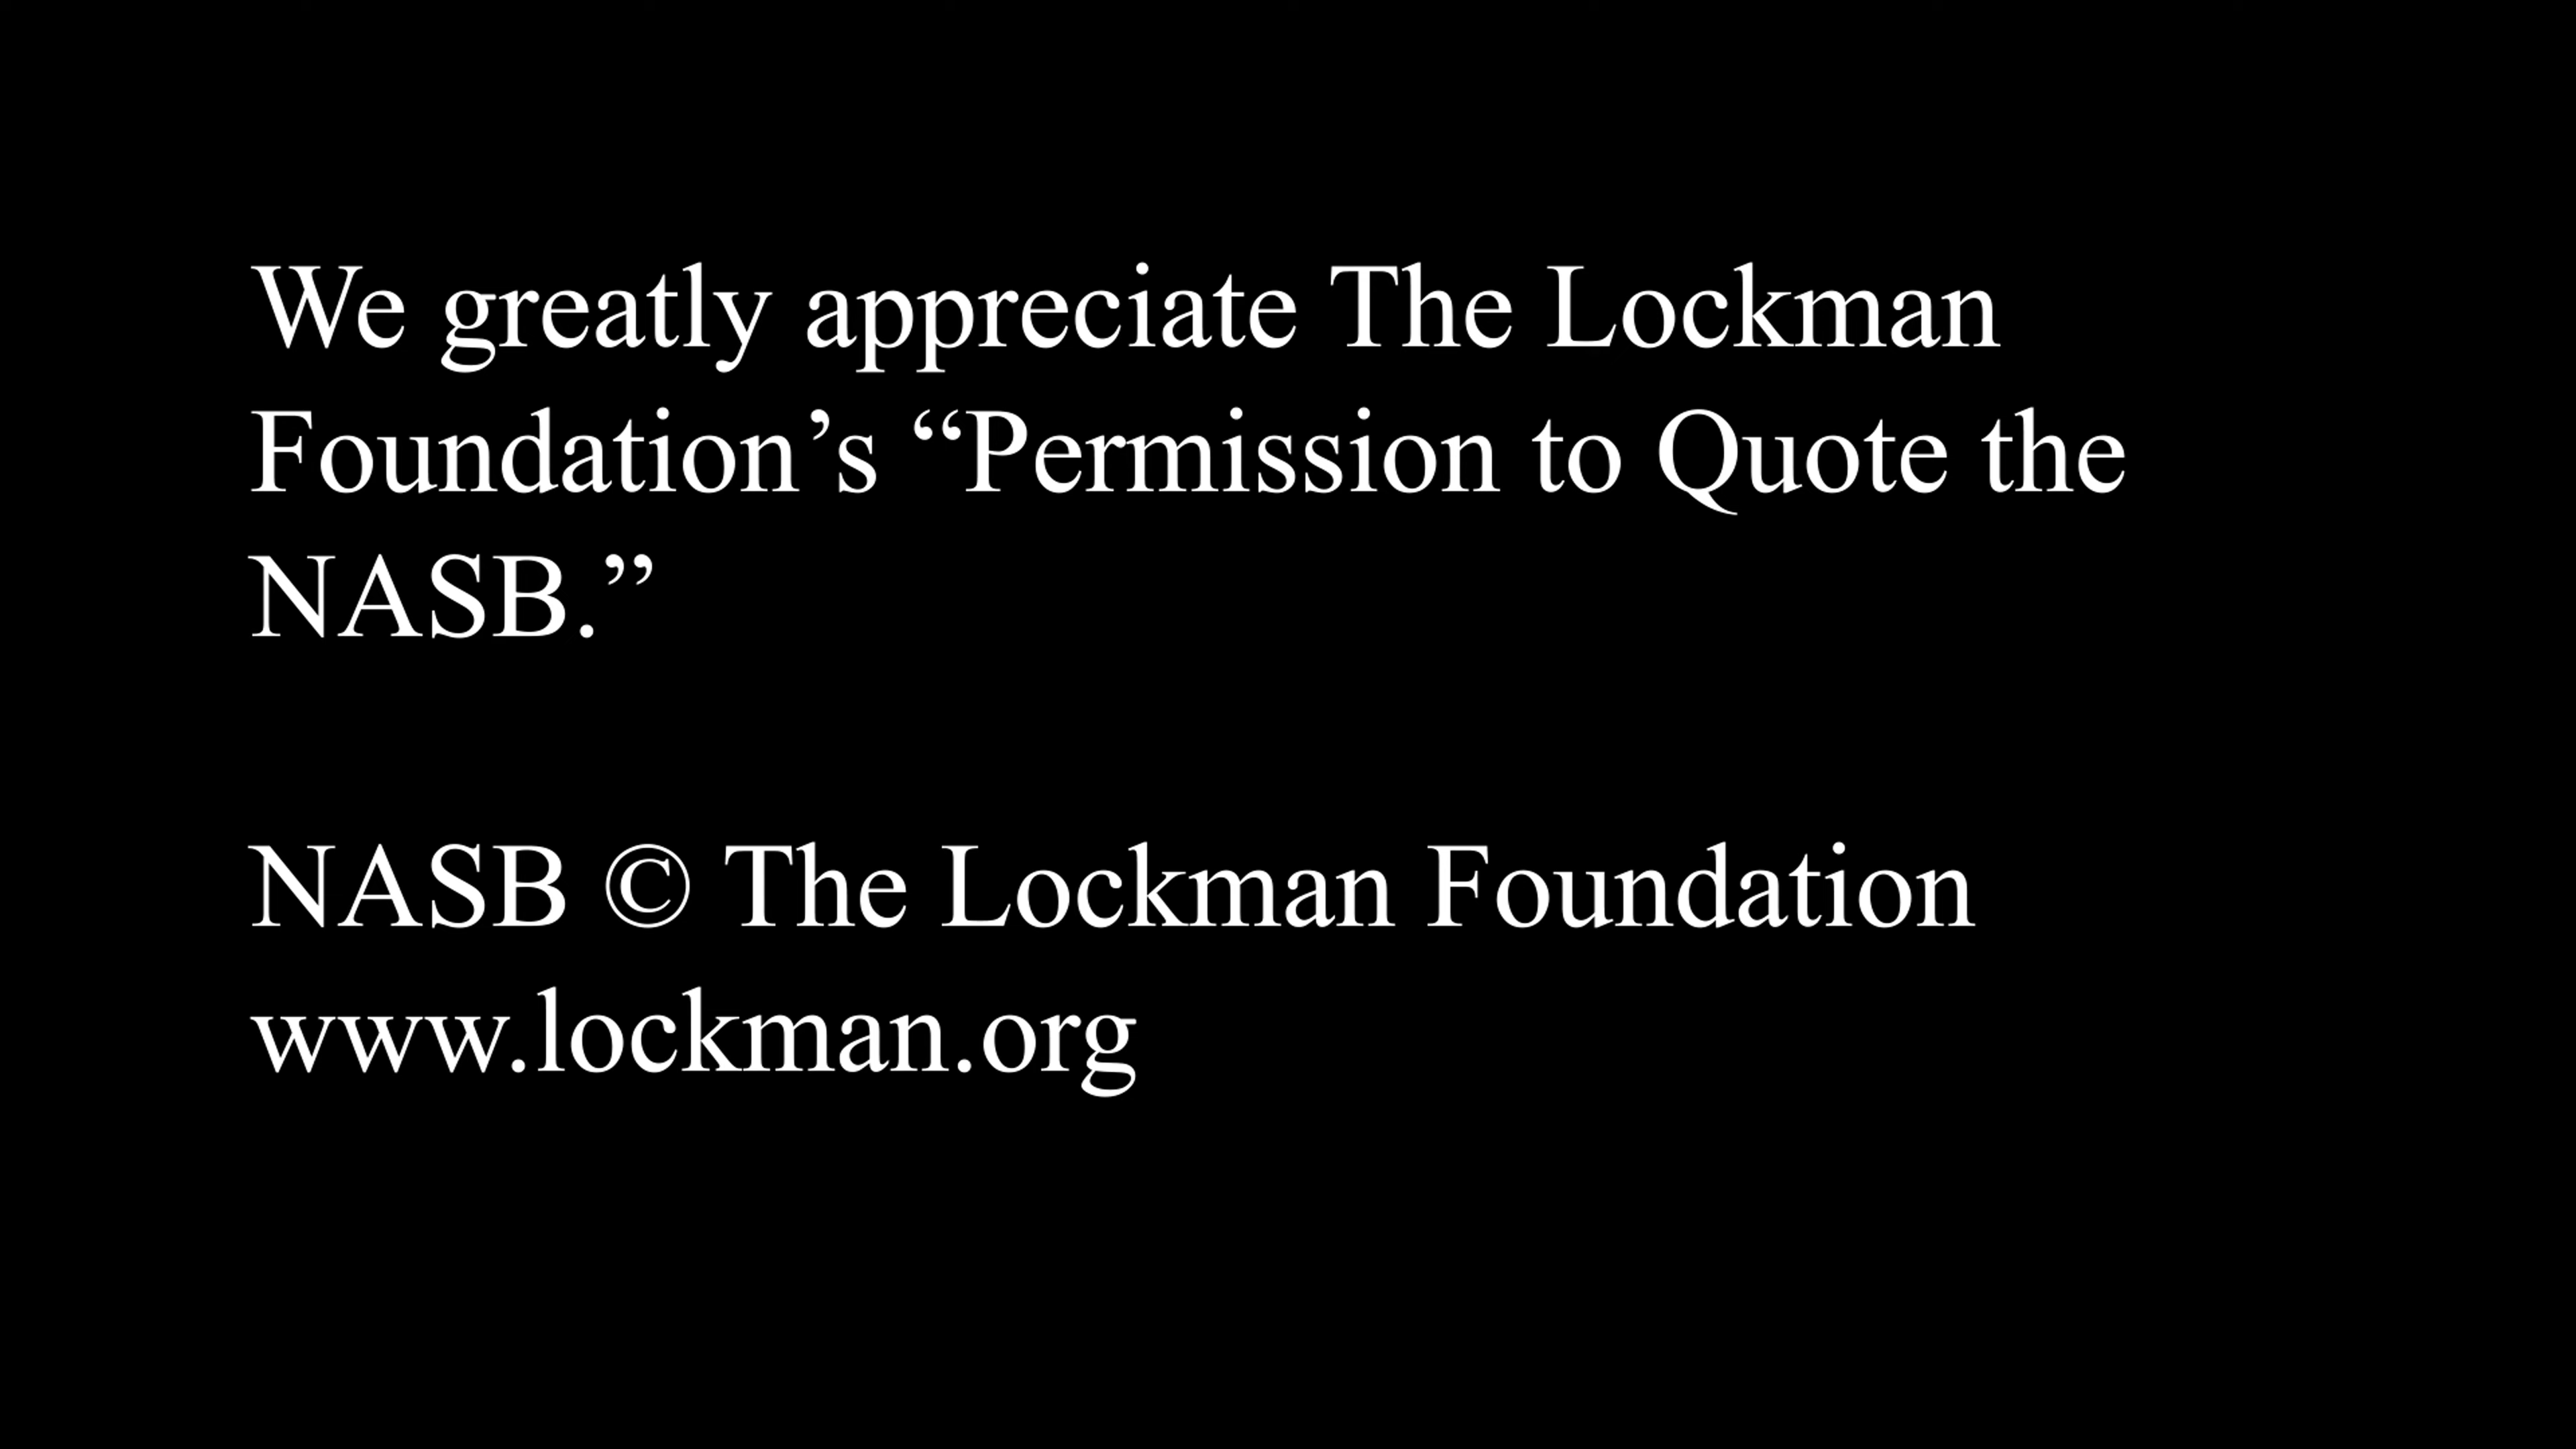 We greatly appreciate The Lockman
Foundation’s “Permission to Quote the
NASB.”
NASB © The Lockman Foundation
www.lockman.org